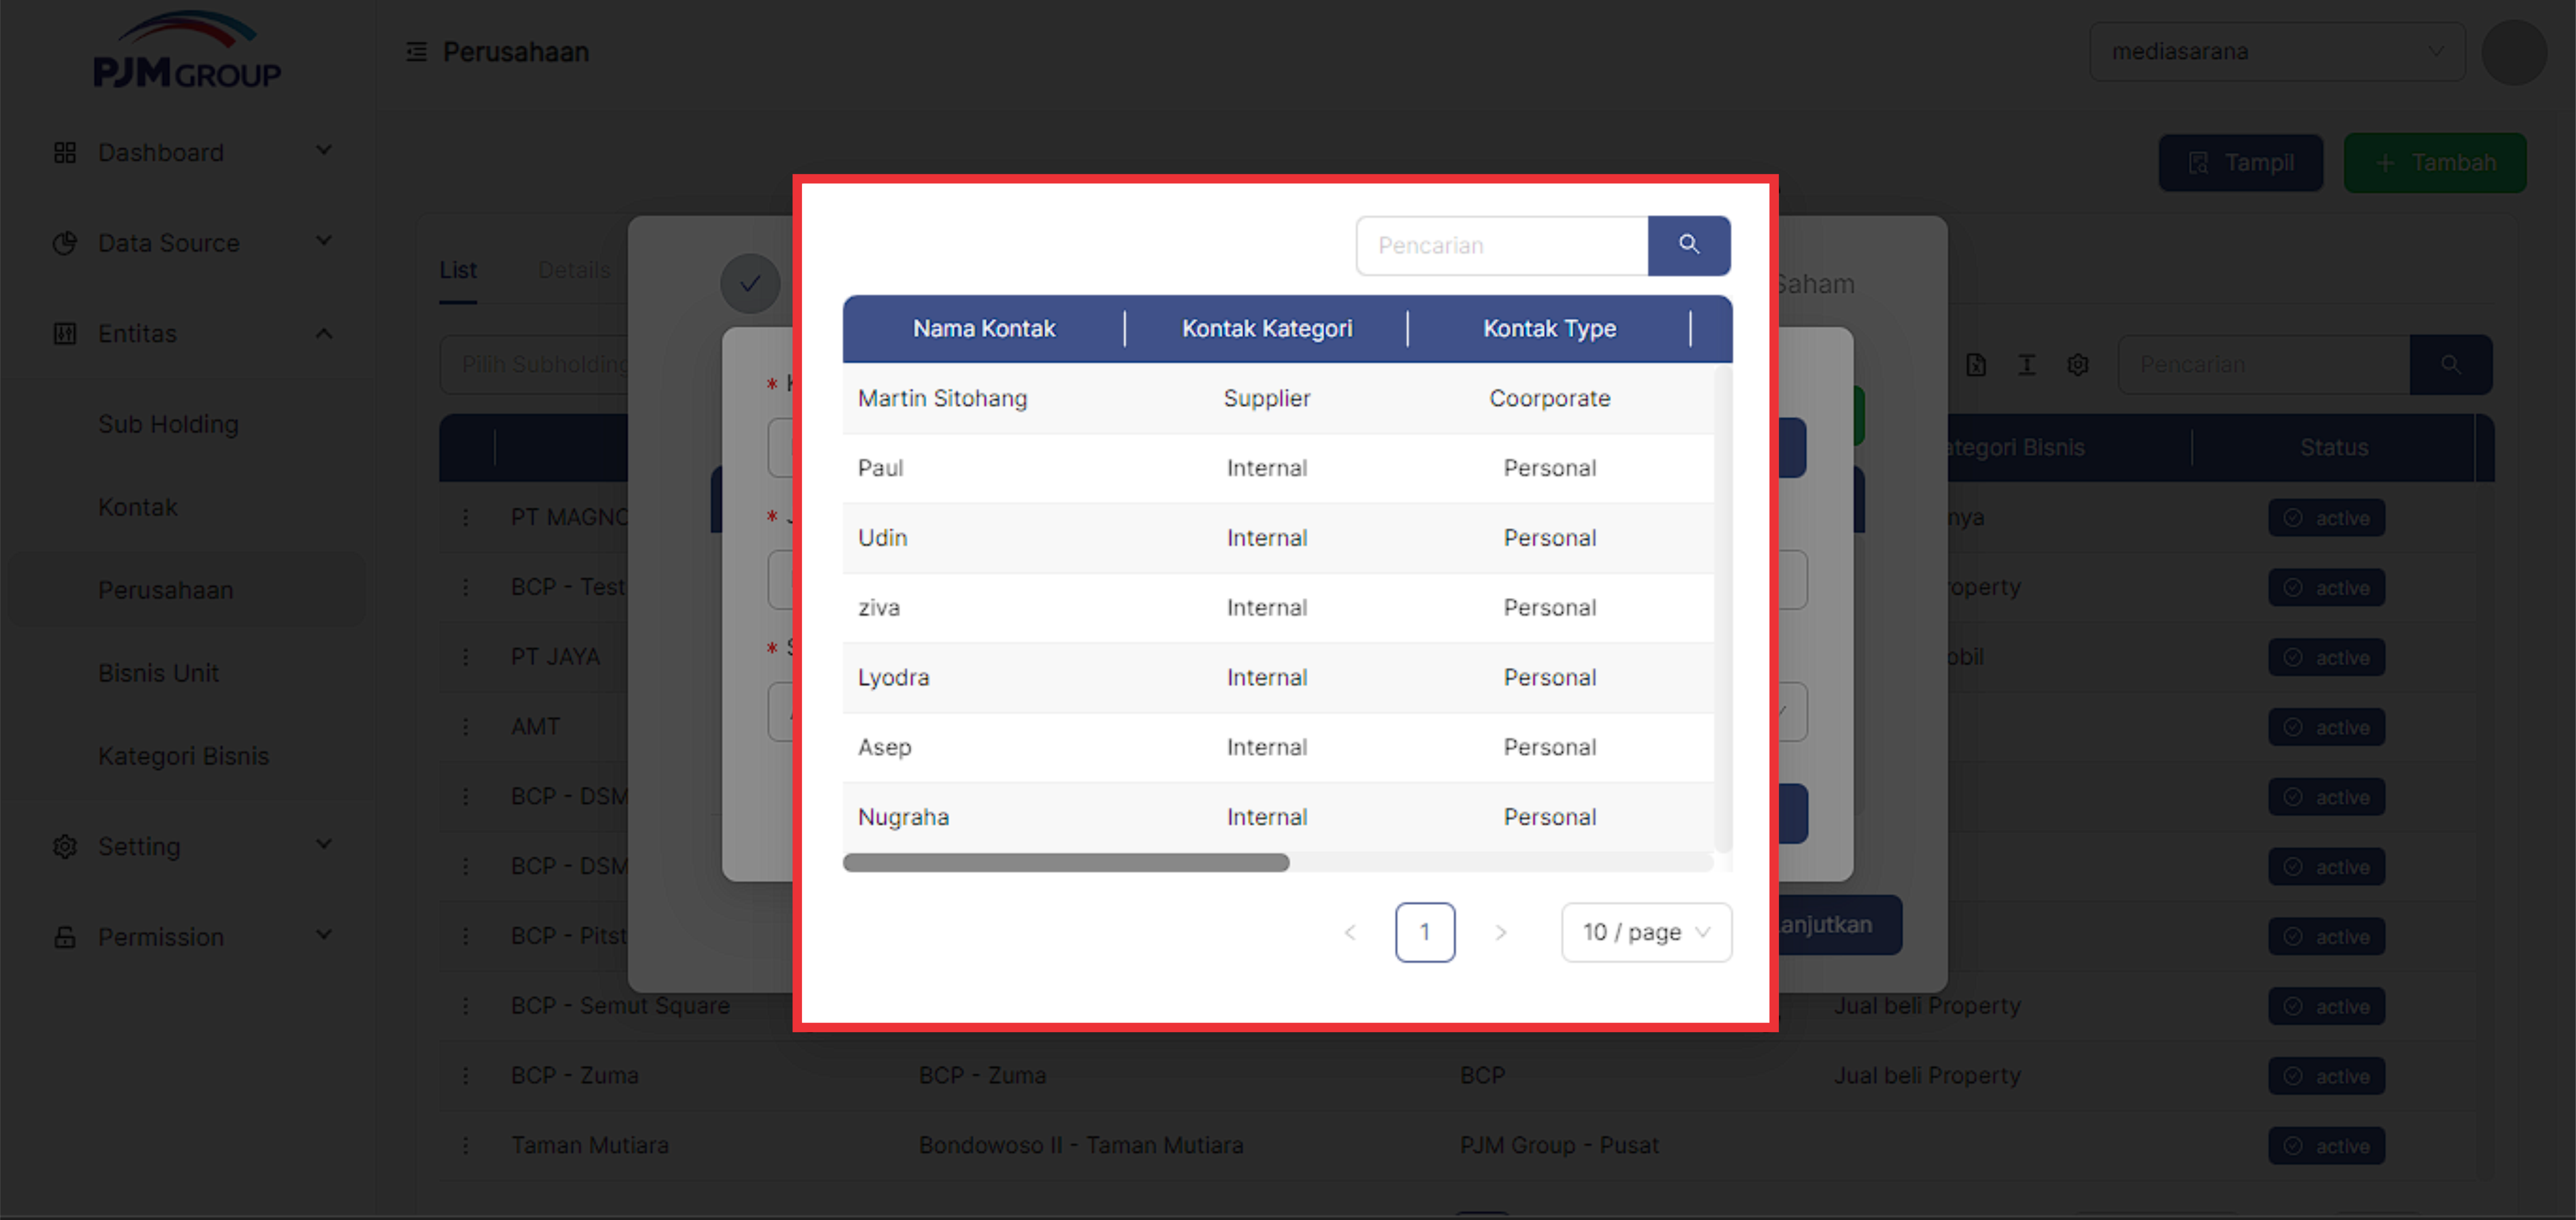 PJM GROUP
Perusahaan
mediasarana
Dashboard
Data Source
Entitas
Sub Holding
Kontak
Perusahaan
Bisnis Unit
Kategori Bisnis
Setting
Permission
Tampil
+ Tambah
List
Details
Saham
Pilih Subholding
Pencarian
Pencarian
Nama Kontak Kontak Kategori Kontak Type
Martin Sitohang Supplier Coorporate
Paul Internal Personal
Udin Internal Personal
ziva Internal Personal
Lyodra Internal Personal
Asep Internal Personal
Nugraha Internal Personal
< 1 > 10 / page
anjutkan
ategori Bisnis Status
PT MAGNO nya active
BCP - Test roperty active
PT JAYA obil active
AMT active
BCP - DSM active
BCP - DSM active
BCP - Pitst active
BCP - Semut Square Jual beli Property active
BCP - Zuma BCP - Zuma BCP Jual beli Property active
Taman Mutiara Bondowoso II - Taman Mutiara PJM Group - Pusat active